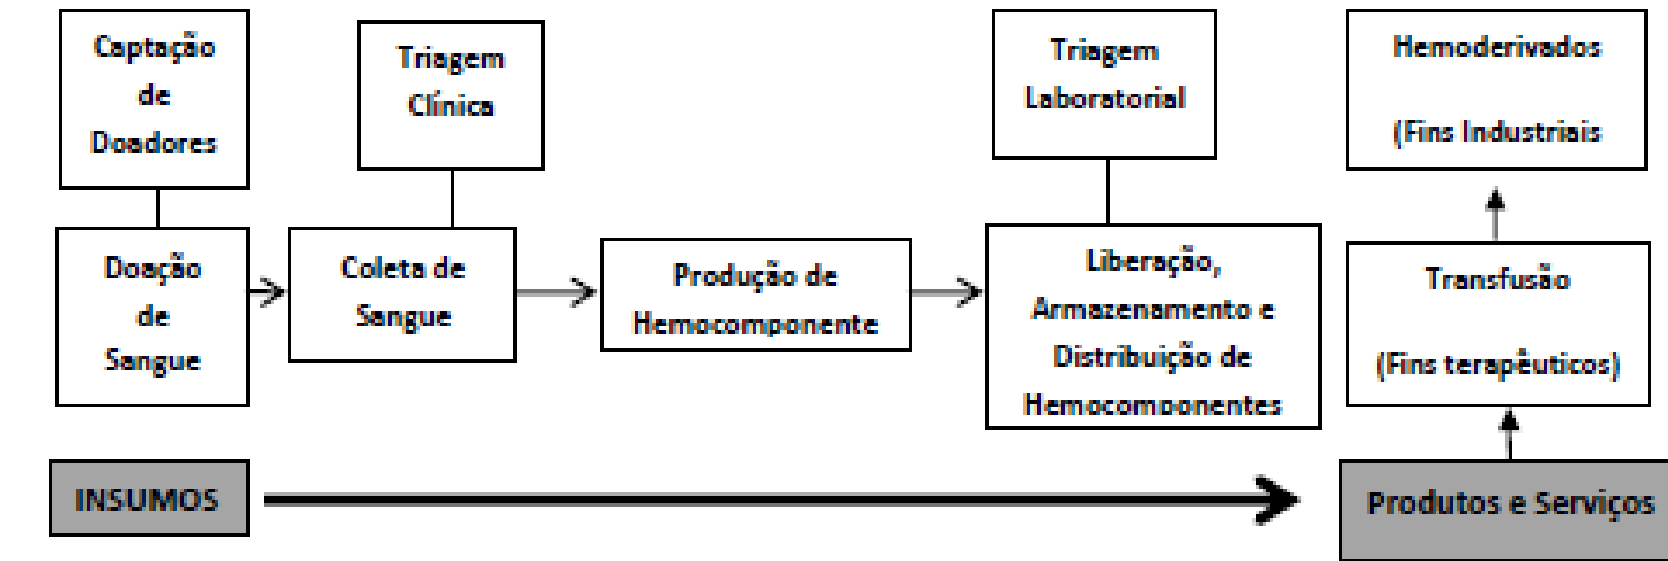 Captação
de
Doadores
Triagem
Clínica
Triagem
Laboratorial
Hemoderivados
(Fins Industriais
Doação
de
Sangue
Coleta de
Sangue
Produção de
Hemocomponente
Liberação,
Armazenamento e
Distribuição de
Hemocomponentes
Transfusão
(Fins terapêuticos)
INSUMOS
Produtos e Serviços